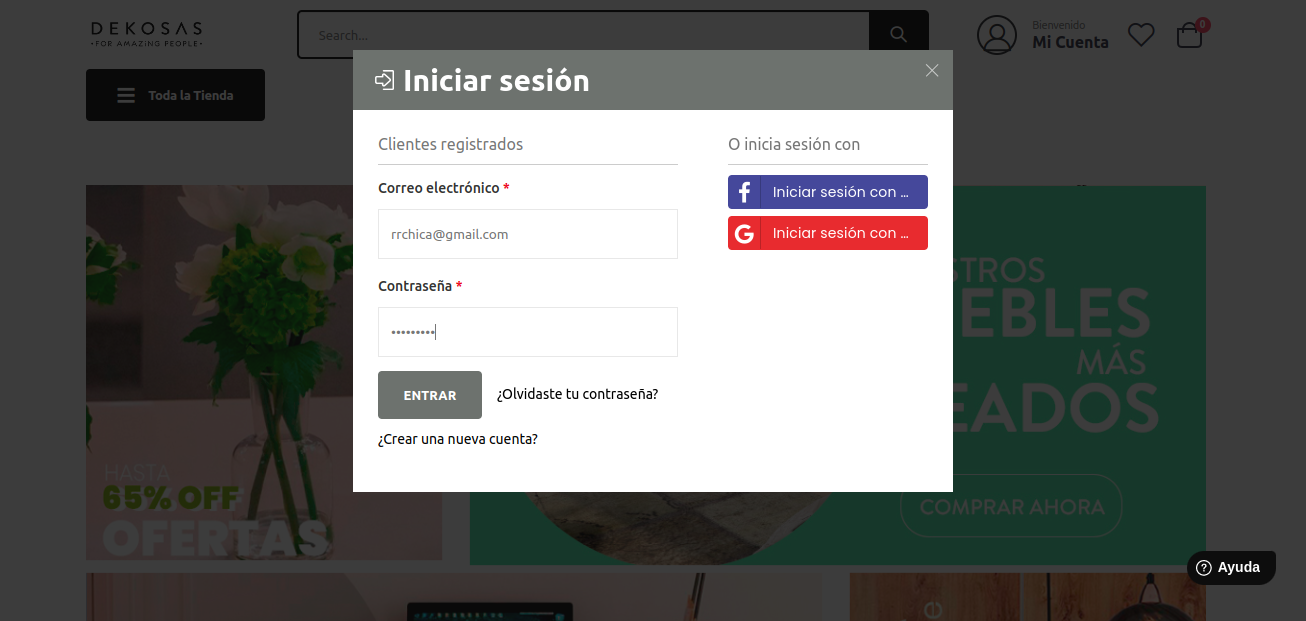 DEKOSAS
•FOR AMAZING PEOPLE•
Search...
Bienvenido
Mi Cuenta
0
Toda la Tienda
Iniciar sesión
Clientes registrados
Correo electrónico *
rrchica@gmail.com
Contraseña *
•••••••••
ENTRAR
¿Olvidaste tu contraseña?
¿Crear una nueva cuenta?
O inicia sesión con
Iniciar sesión con ...
Iniciar sesión con ...
HASTA
65% OFF
OFERTAS
STROS
EBLES
MÁS
EADOS
COMPRAR AHORA
Ayuda